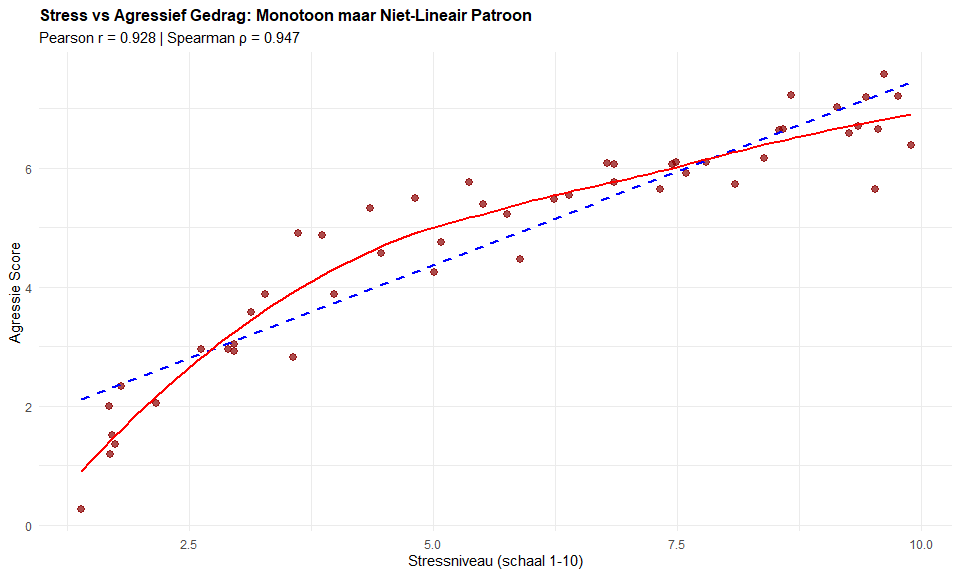 Stress vs Agressief Gedrag: Monotoon maar Niet-Lineair Patroon
Pearson r = 0.928 | Spearman ρ = 0.947
Agressie Score
6
4
2
0
2.5
5.0
7.5
10.0
Stressniveau (schaal 1-10)